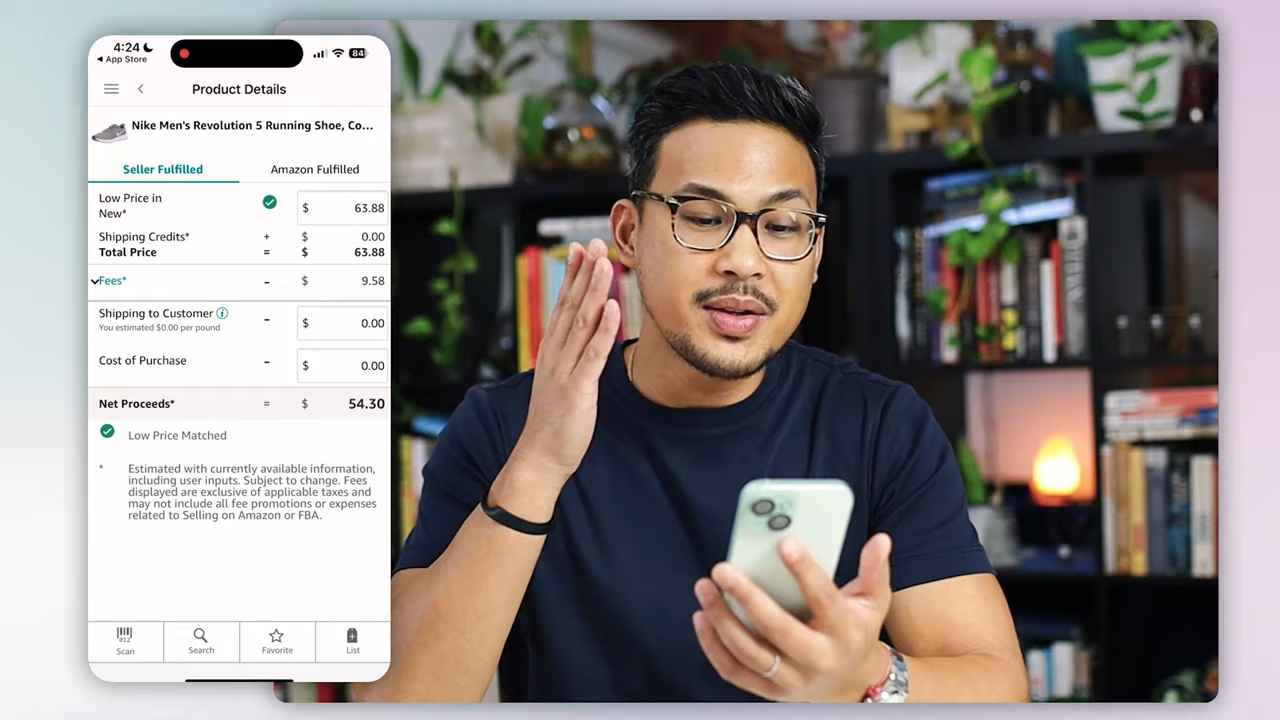 4:24
84
◂ App Store
Product Details
Nike Men's Revolution 5 Running Shoe, Co...
Seller Fulfilled
Amazon Fulfilled
Low Price in New*
$ 63.88
Shipping Credits* + $ 0.00
Total Price = $ 63.88
Fees* - $ 9.58
Shipping to Customer - $ 0.00
You estimated $0.00 per pound
Cost of Purchase - $ 0.00
Net Proceeds* = $ 54.30
Low Price Matched
* Estimated with currently available information,
including user inputs. Subject to change. Fees
displayed are exclusive of applicable taxes and
may not include all fee promotions or expenses
related to Selling on Amazon or FBA.
Scan
Search
Favorite
List